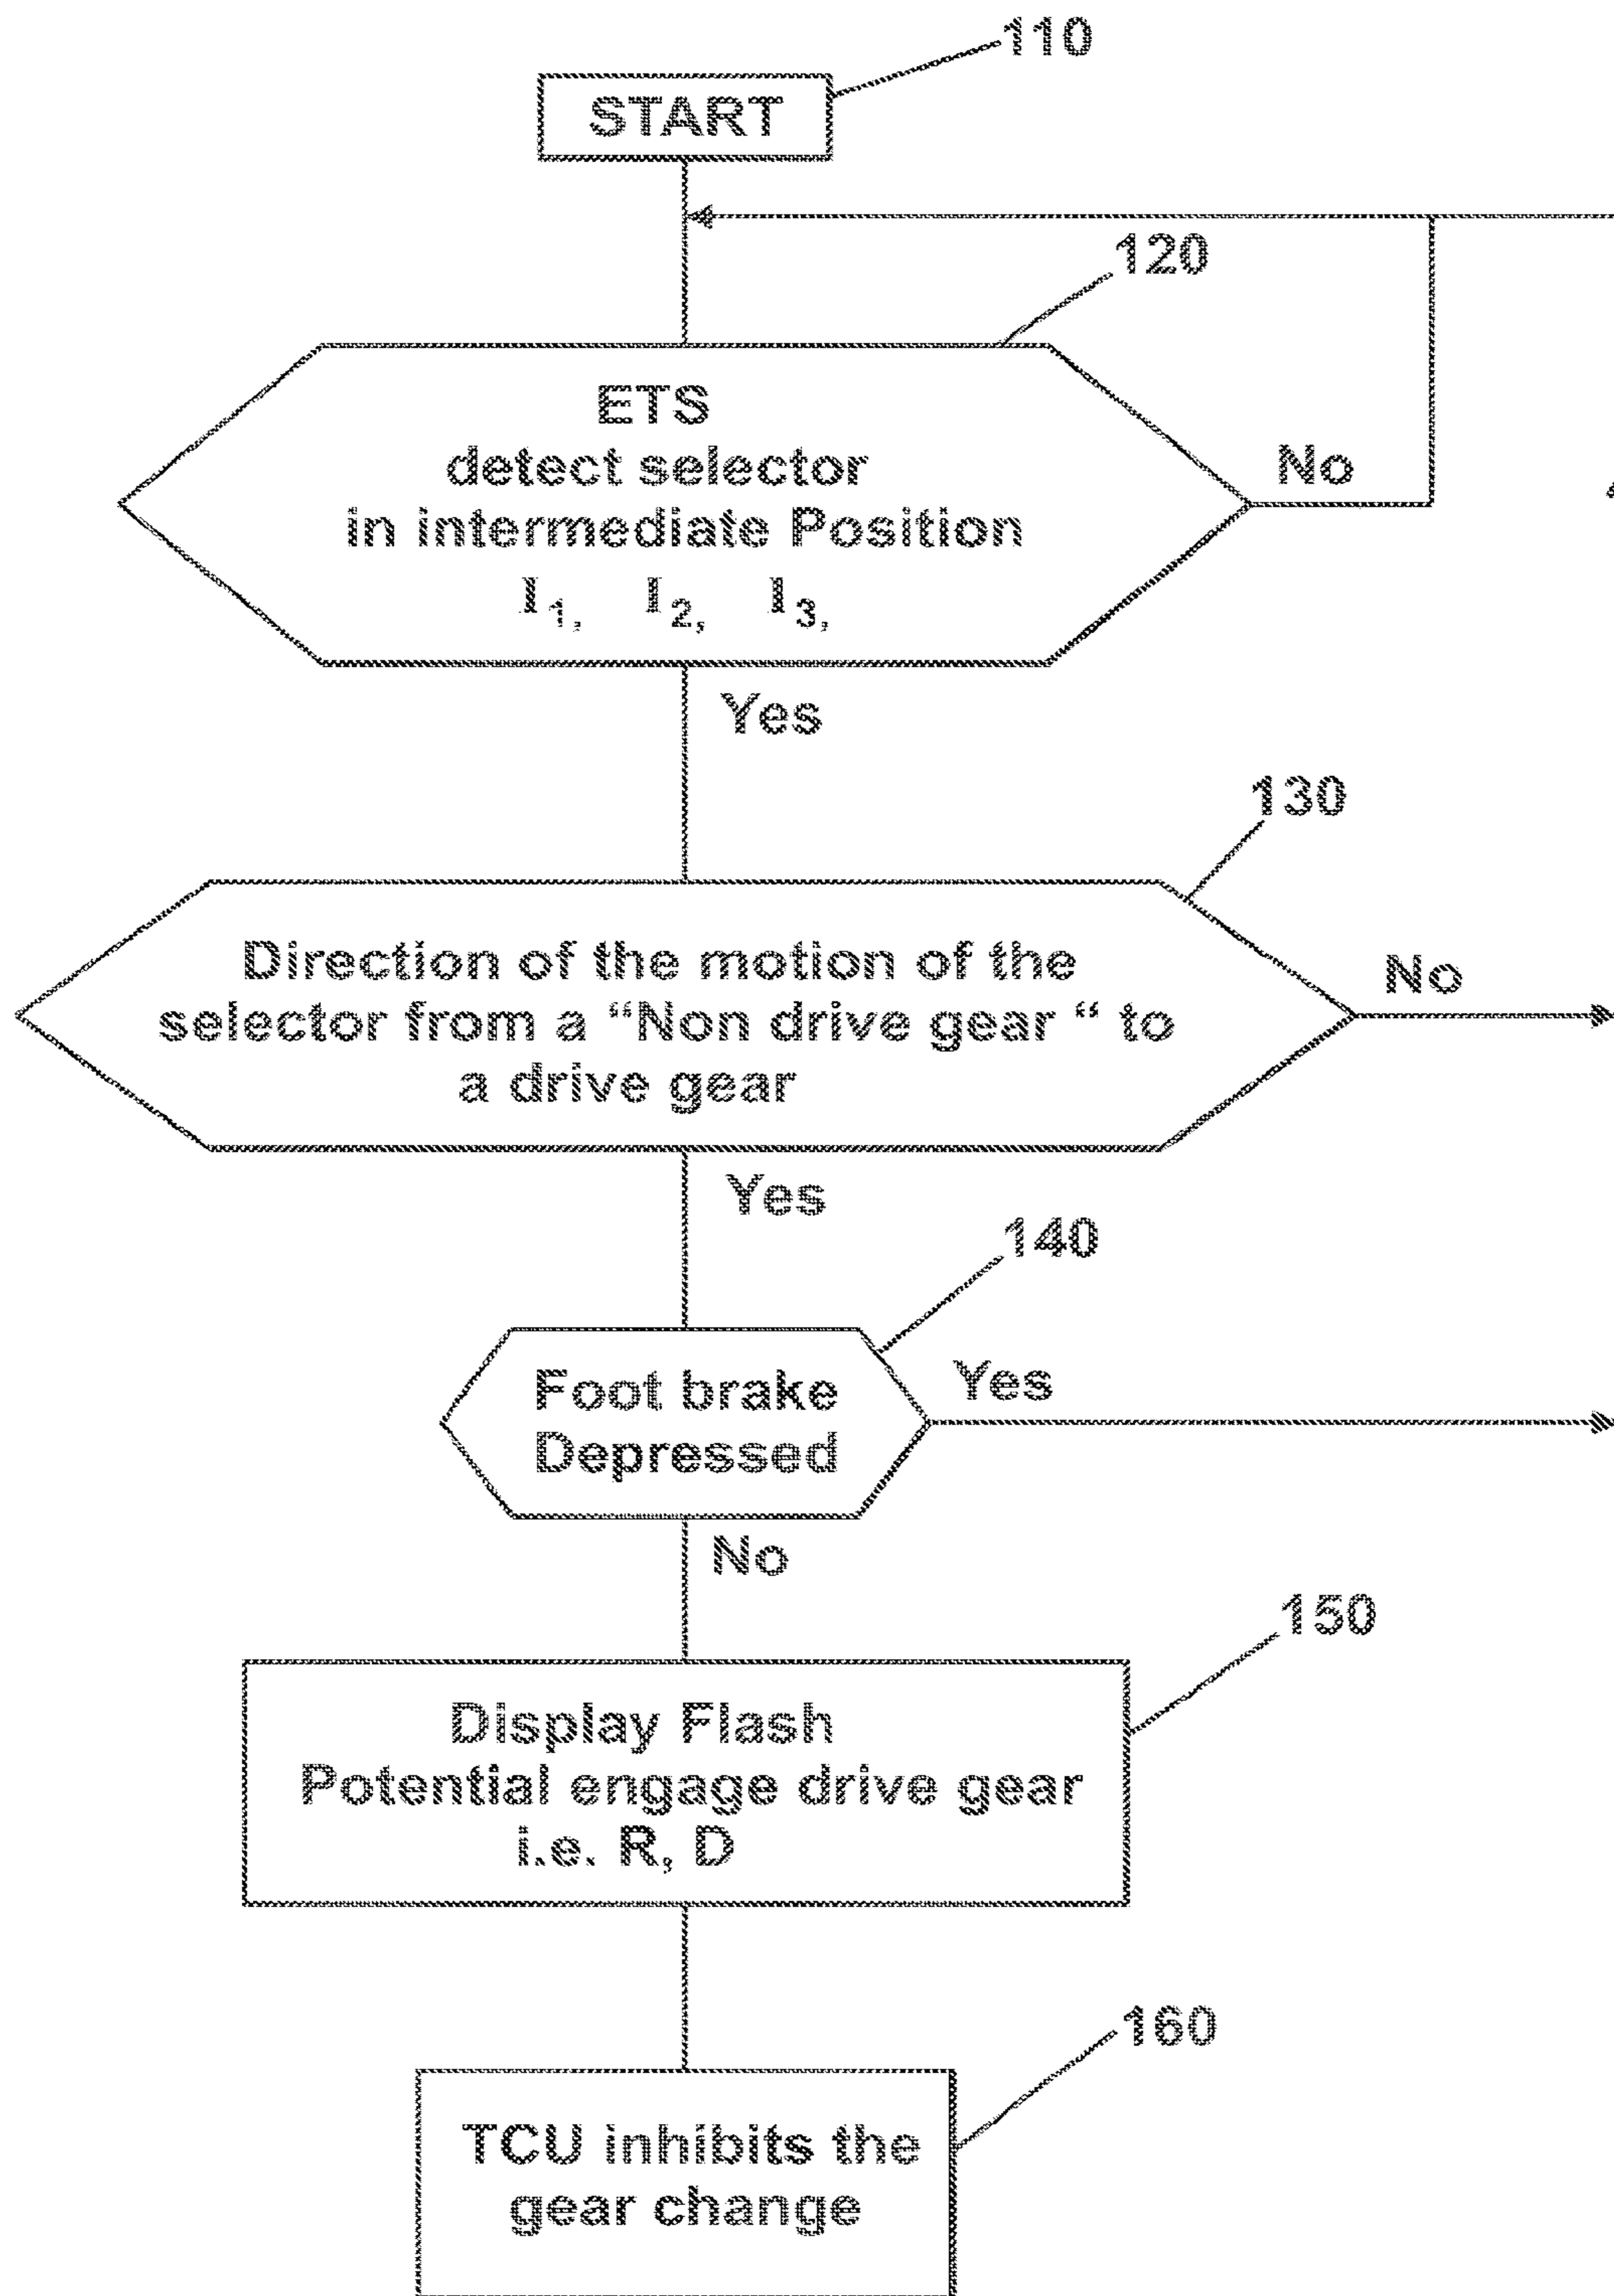 110
START
120
ETS
detect selector
in intermediate Position
I1, I2, I3,
No
Yes
130
Direction of the motion of the
selector from a “Non drive gear “ to
a drive gear
No
Yes
140
Foot brake
Depressed
Yes
No
150
Display Flash
Potential engage drive gear
i.e. R, D
160
TCU inhibits the
gear change